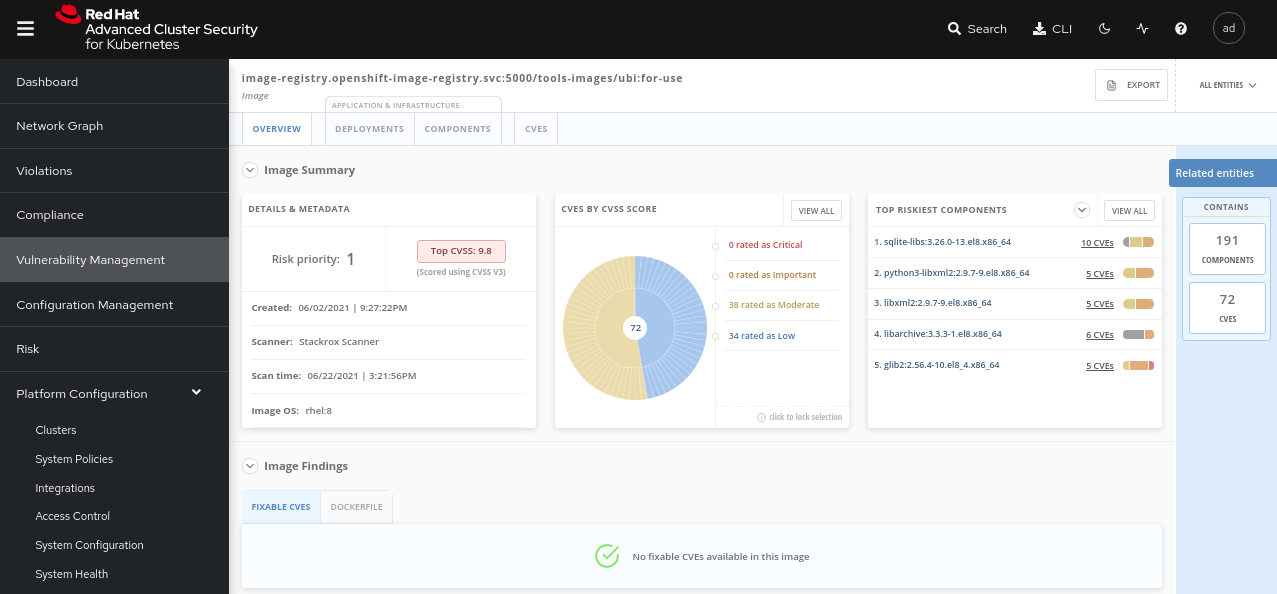 Red Hat
Advanced Cluster Security
for Kubernetes
Search
CLI
ad
Dashboard
Network Graph
Violations
Compliance
Vulnerability Management
Configuration Management
Risk
Platform Configuration
Clusters
System Policies
Integrations
Access Control
System Configuration
System Health
image-registry.openshift-image-registry.svc:5000/tools-images/ubi:for-use
Image
EXPORT
ALL ENTITIES
APPLICATION & INFRASTRUCTURE
OVERVIEW
DEPLOYMENTS
COMPONENTS
CVES
Image Summary
DETAILS & METADATA
Risk priority: 1
Top CVSS: 9.8
(Scored using CVSS V3)
Created: 06/02/2021 | 9:27:22PM
Scanner: Stackrox Scanner
Scan time: 06/22/2021 | 3:21:56PM
Image OS: rhel:8
CVES BY CVSS SCORE
VIEW ALL
72
0 rated as Critical
0 rated as Important
38 rated as Moderate
34 rated as Low
click to lock selection
TOP RISKIEST COMPONENTS
VIEW ALL
1. sqlite-libs:3.26.0-13.el8.x86_64
10 CVEs
2. python3-libxml2:2.9.7-9.el8.x86_64
5 CVEs
3. libxml2:2.9.7-9.el8.x86_64
5 CVEs
4. libarchive:3.3.3-1.el8.x86_64
6 CVEs
5. glib2:2.56.4-10.el8_4.x86_64
5 CVEs
Related entities
CONTAINS
191
COMPONENTS
72
CVES
Image Findings
FIXABLE CVES
DOCKERFILE
No fixable CVEs available in this image